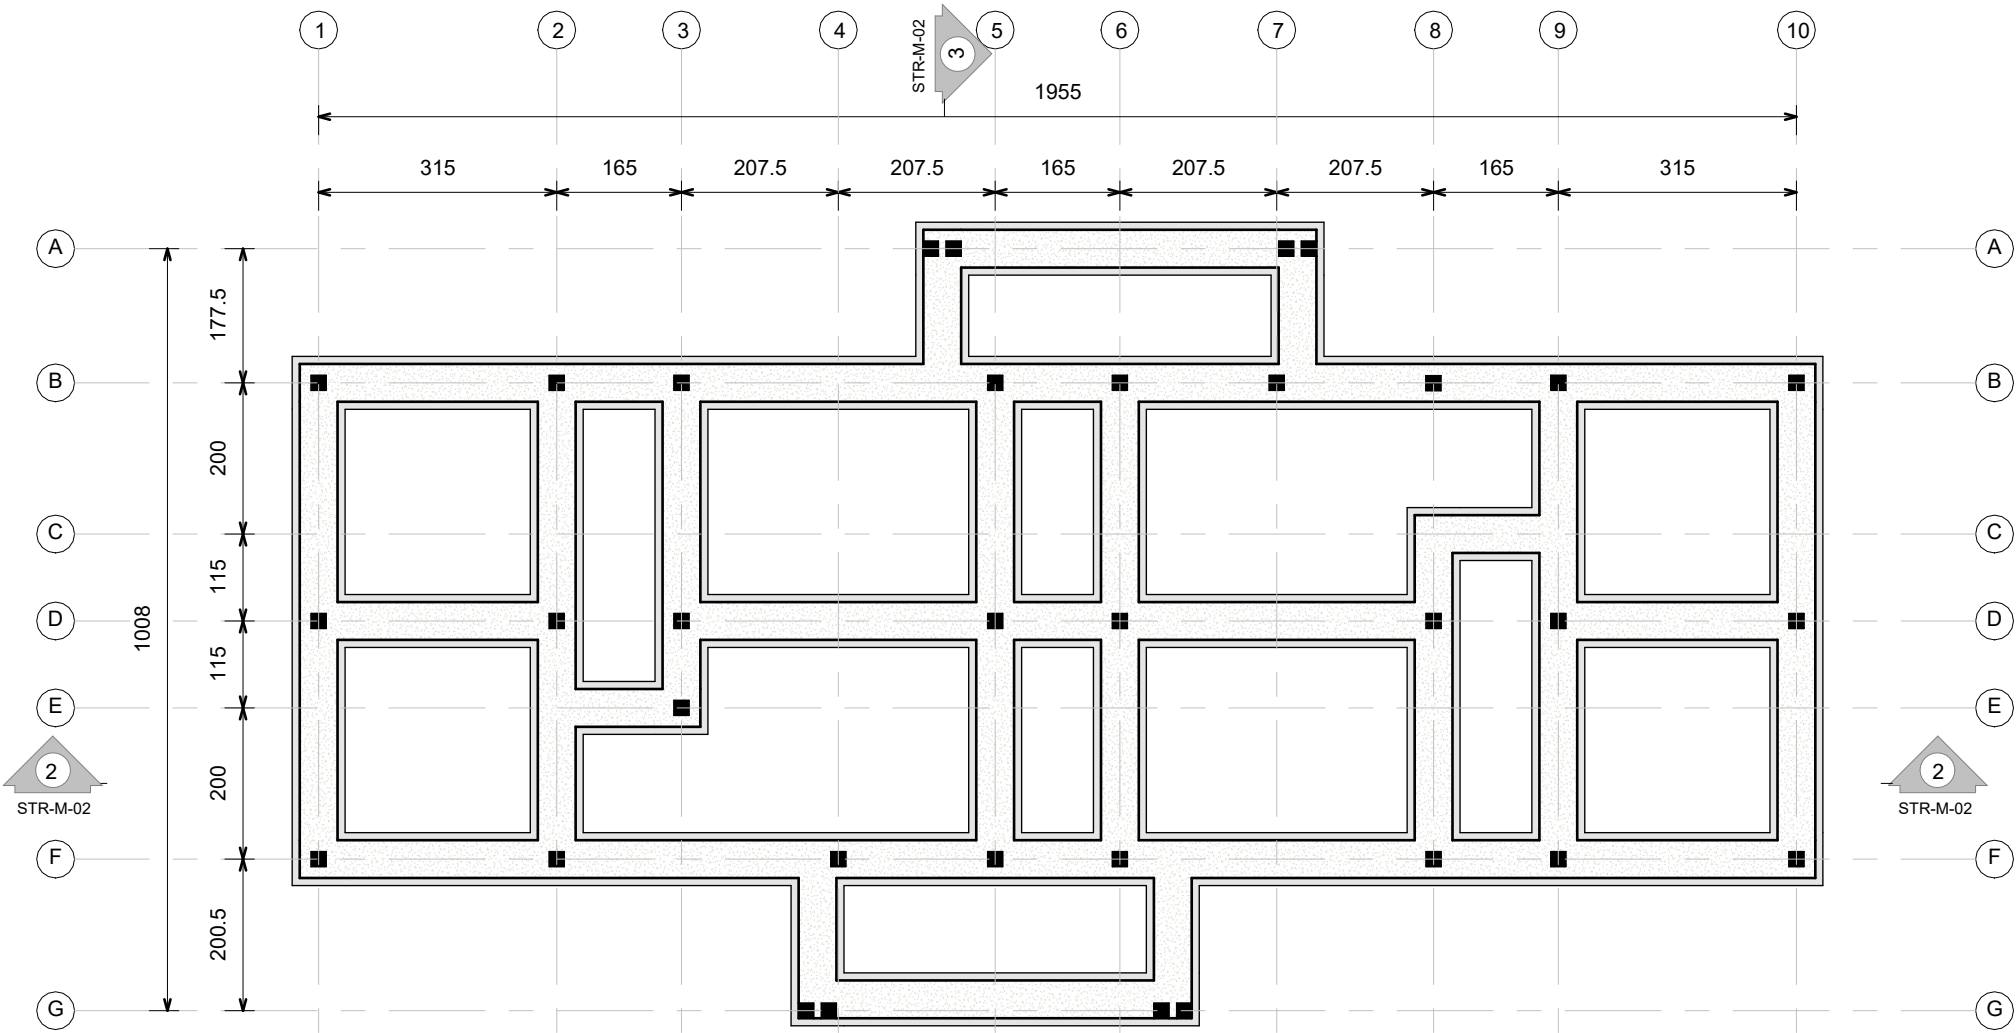 1 2 3 4 5 6 7 8 9 10
STR-M-02
3
1955
315 165 207.5 207.5 165 207.5 207.5 165 315
A A
177.5
B B
200
C C
115
D D
1008
115
E E
200
2 2
STR-M-02 STR-M-02
F F
200.5
G G